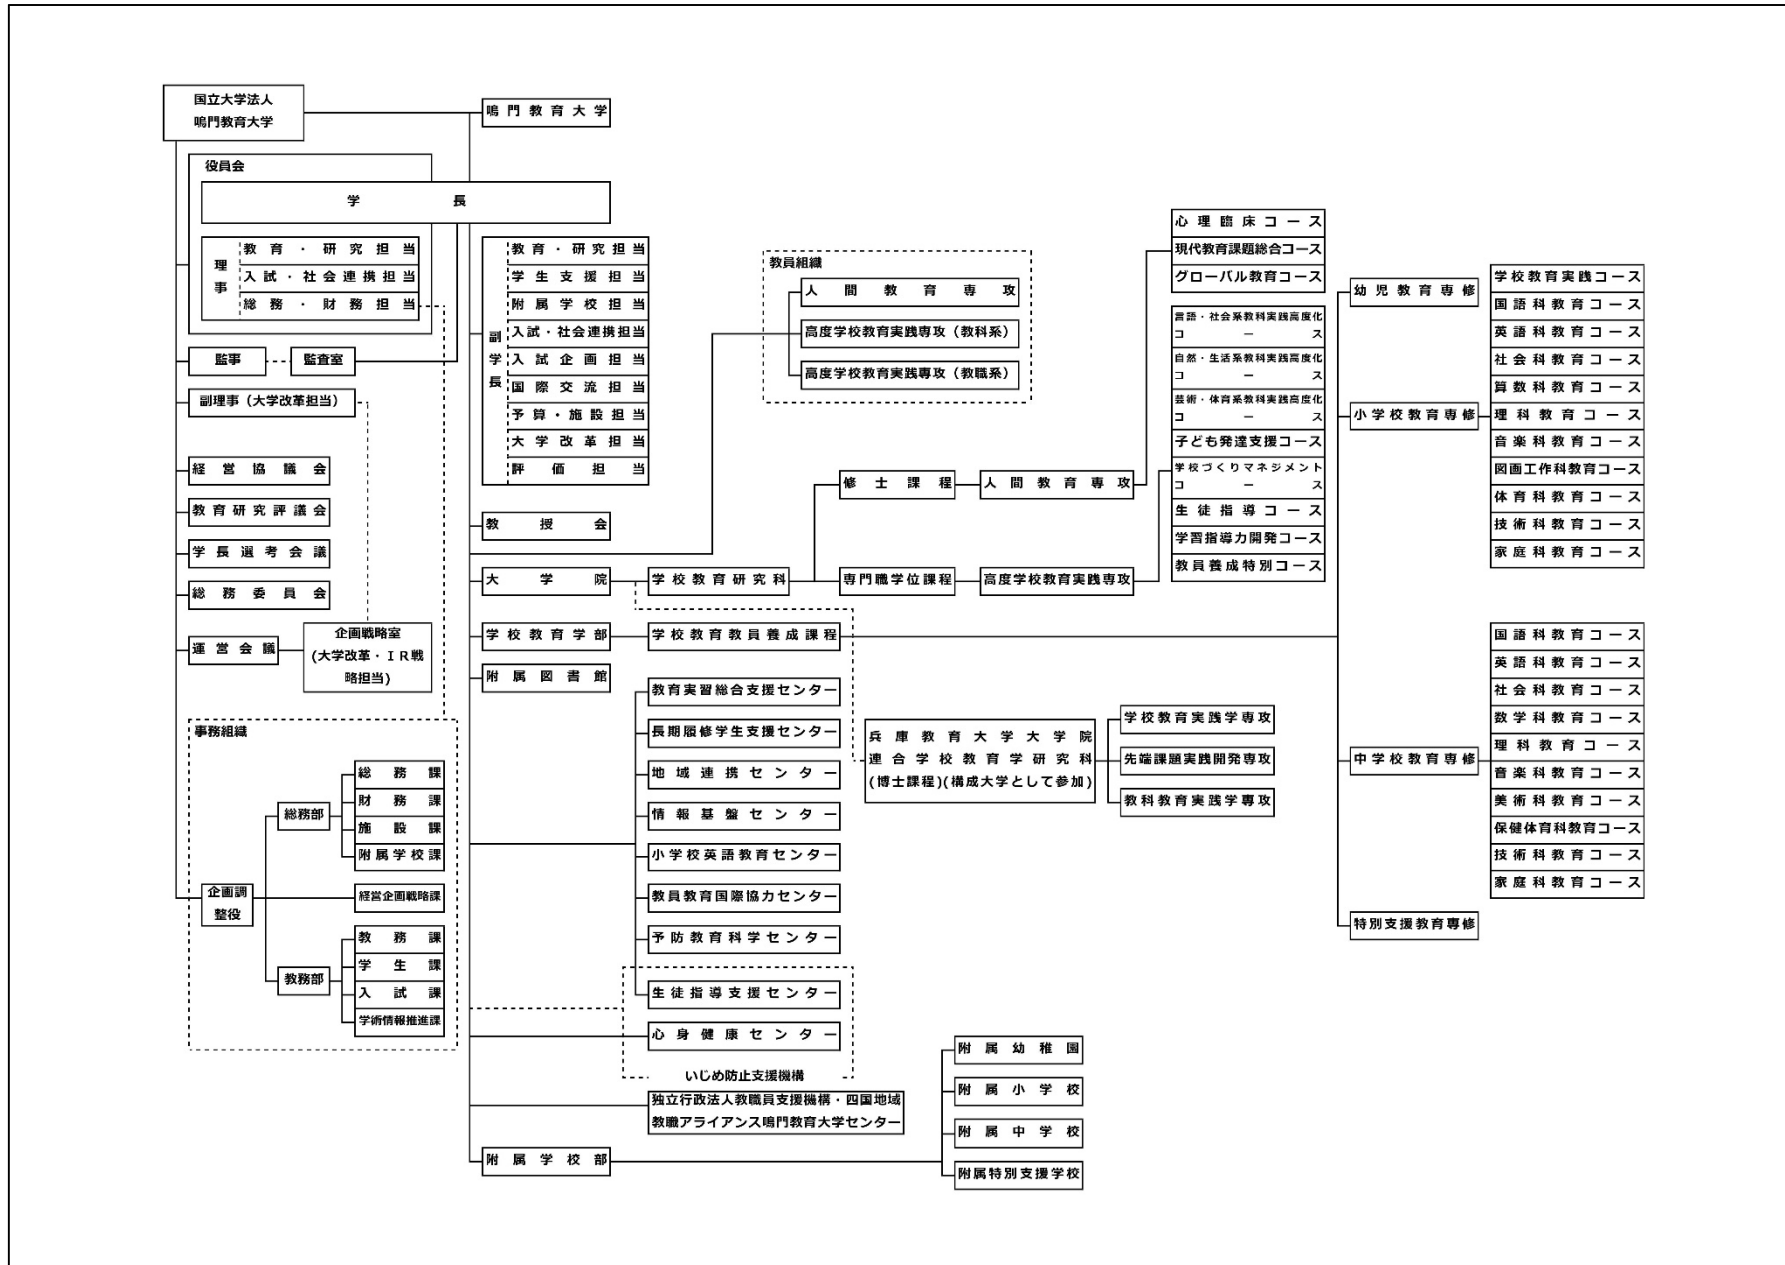 国立大学法人
鳴門教育大学
鳴門教育大学
役員会
学長
理事
教育・研究担当
入試・社会連携担当
総務・財務担当
監事
監査室
副理事（大学改革担当）
経営協議会
教育研究評議会
学長選考会議
総務委員会
運営会議
企画戦略室
(大学改革・ＩＲ戦
略担当)
事務組織
企画調
整役
総務部
総務課
財務課
施設課
附属学校課
経営企画戦略課
教務部
教務課
学生課
入試課
学術情報推進課
副学長
教育・研究担当
学生支援担当
附属学校担当
入試・社会連携担当
入試企画担当
国際交流担当
予算・施設担当
大学改革担当
評価担当
教授会
教員組織
人間教育専攻
高度学校教育実践専攻（教科系）
高度学校教育実践専攻（教職系）
大学院
学校教育研究科
修士課程
人間教育専攻
心理臨床コース
現代教育課題総合コース
グローバル教育コース
専門職学位課程
高度学校教育実践専攻
言語・社会系教科実践高度化
コース
自然・生活系教科実践高度化
コース
芸術・体育系教科実践高度化
コース
子ども発達支援コース
学校づくりマネジメント
コース
生徒指導コース
学習指導力開発コース
教員養成特別コース
兵庫教育大学大学院
連合学校教育学研究科
(博士課程)(構成大学として参加)
学校教育実践学専攻
先端課題実践開発専攻
教科教育実践学専攻
学校教育学部
学校教育教員養成課程
幼児教育専修
小学校教育専修
学校教育実践コース
国語科教育コース
英語科教育コース
社会科教育コース
算数科教育コース
理科教育コース
音楽科教育コース
図画工作科教育コース
体育科教育コース
技術科教育コース
家庭科教育コース
中学校教育専修
国語科教育コース
英語科教育コース
社会科教育コース
数学科教育コース
理科教育コース
音楽科教育コース
美術科教育コース
保健体育科教育コース
技術科教育コース
家庭科教育コース
特別支援教育専修
附属図書館
教育実習総合支援センター
長期履修学生支援センター
地域連携センター
情報基盤センター
小学校英語教育センター
教員教育国際協力センター
予防教育科学センター
生徒指導支援センター
心身健康センター
いじめ防止支援機構
独立行政法人教職員支援機構・四国地域
教職アライアンス鳴門教育大学センター
附属学校部
附属幼稚園
附属小学校
附属中学校
附属特別支援学校